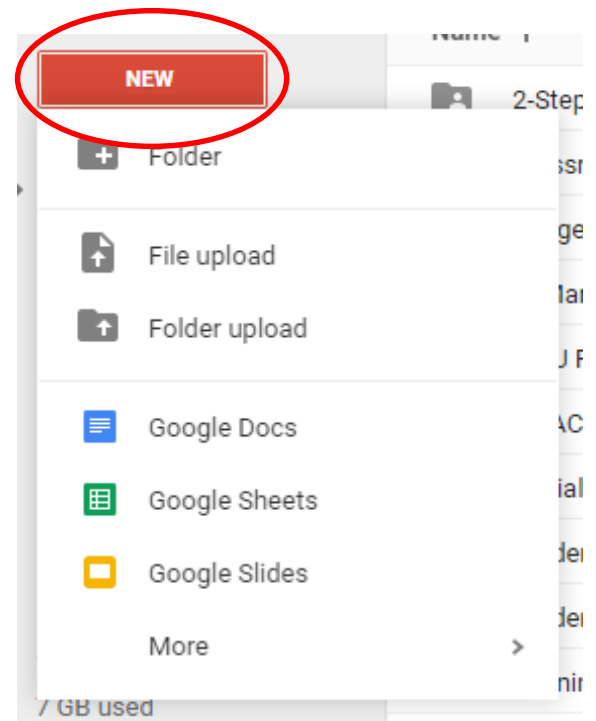 NEW
Name
2-Step
Folder
File upload
Folder upload
Google Docs
Google Sheets
Google Slides
More
7 GB used